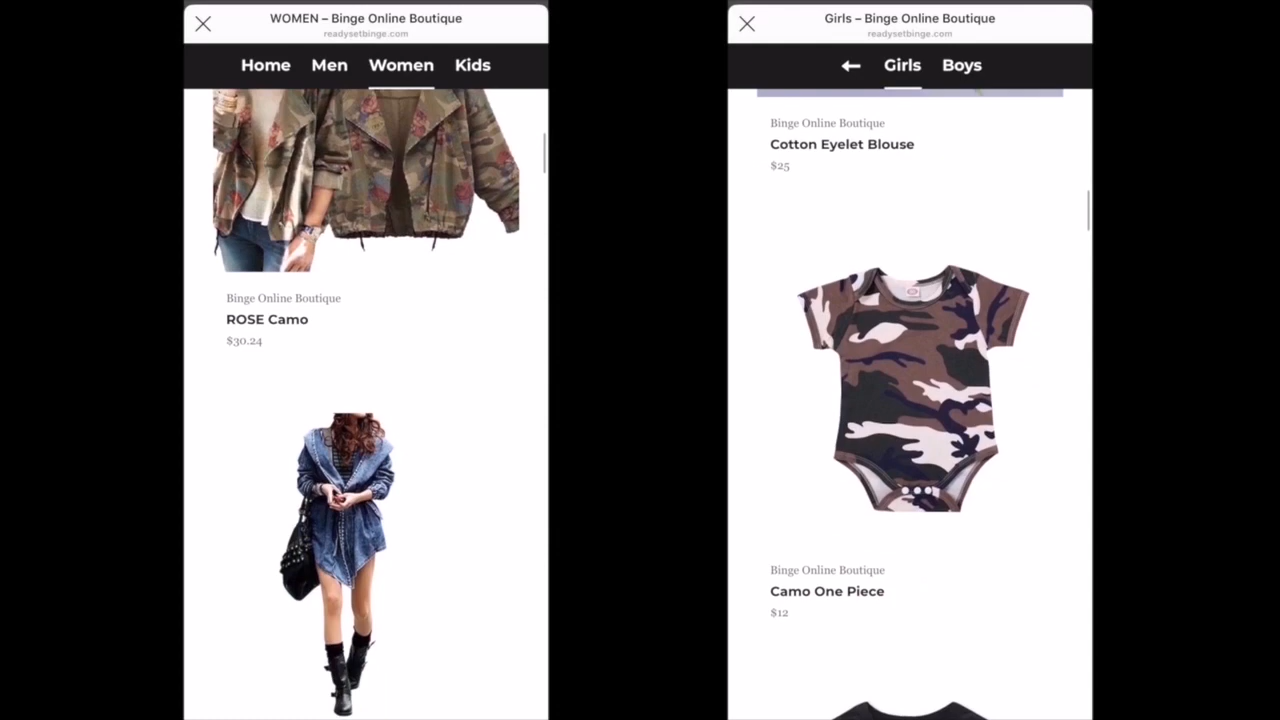 WOMEN – Binge Online Boutique
readysetbinge.com
Home Men Women Kids
Binge Online Boutique
ROSE Camo
$30.24
Girls – Binge Online Boutique
readysetbinge.com
Girls Boys
Binge Online Boutique
Cotton Eyelet Blouse
$25
Binge Online Boutique
Camo One Piece
$12